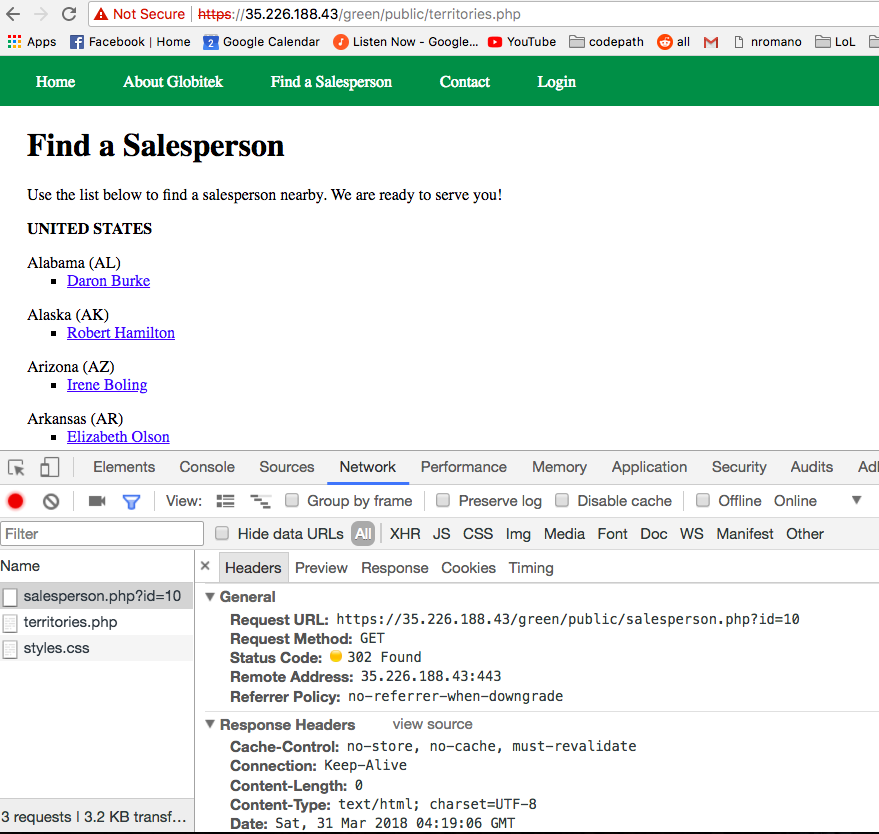 Not Secure https://35.226.188.43/green/public/territories.php
Apps Facebook | Home 2 Google Calendar Listen Now - Google... YouTube codepath all nromano LoL
Home About Globitek Find a Salesperson Contact Login
Find a Salesperson
Use the list below to find a salesperson nearby. We are ready to serve you!
UNITED STATES
Alabama (AL)
Daron Burke
Alaska (AK)
Robert Hamilton
Arizona (AZ)
Irene Boling
Arkansas (AR)
Elizabeth Olson
Elements Console Sources Network Performance Memory Application Security Audits
View: Group by frame Preserve log Disable cache Offline Online
Filter Hide data URLs All XHR JS CSS Img Media Font Doc WS Manifest Other
Name
salesperson.php?id=10
territories.php
styles.css
3 requests | 3.2 KB transf...
Headers Preview Response Cookies Timing
General
Request URL: https://35.226.188.43/green/public/salesperson.php?id=10
Request Method: GET
Status Code: 302 Found
Remote Address: 35.226.188.43:443
Referrer Policy: no-referrer-when-downgrade
Response Headers view source
Cache-Control: no-store, no-cache, must-revalidate
Connection: Keep-Alive
Content-Length: 0
Content-Type: text/html; charset=UTF-8
Date: Sat, 31 Mar 2018 04:19:06 GMT